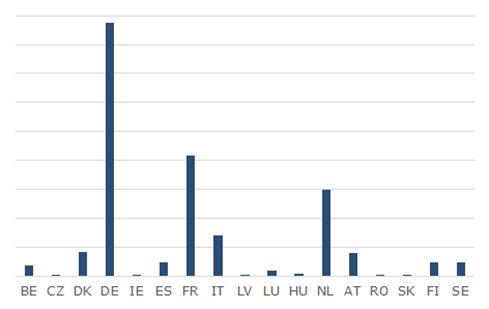 BE CZ DK DE IE ES FR IT LV LU HU NL AT RO SK FI SE